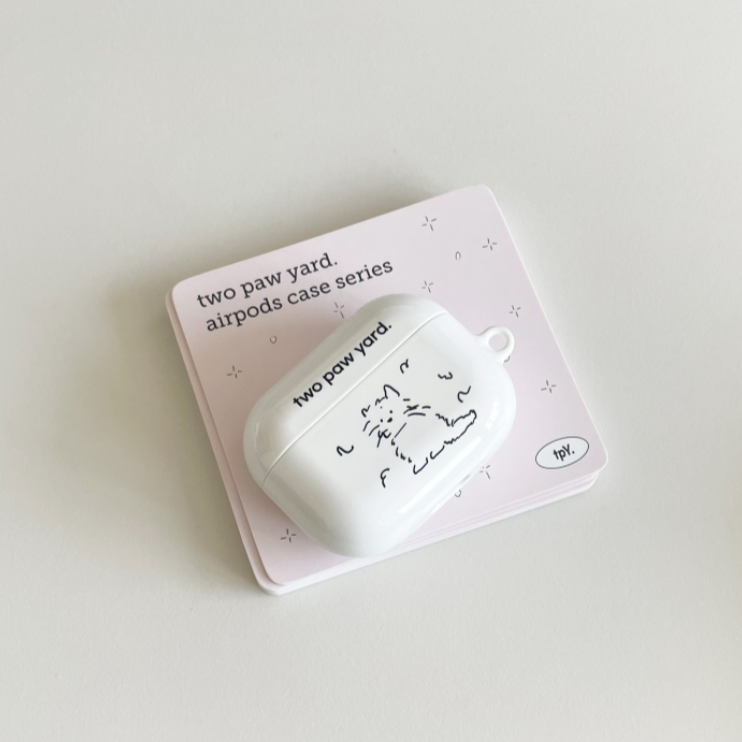 two paw yard.
airpods case series
two paw yard.
tpy.